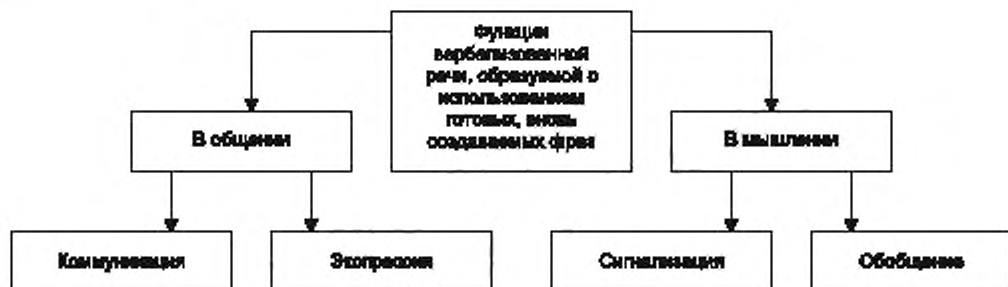 Функции
вербализованной
речи, образуемой с
использованием
готовых, вновь
создаваемых фраз
В общении
В мышлении
Коммуникация
Экспрессия
Сигнализация
Обобщение